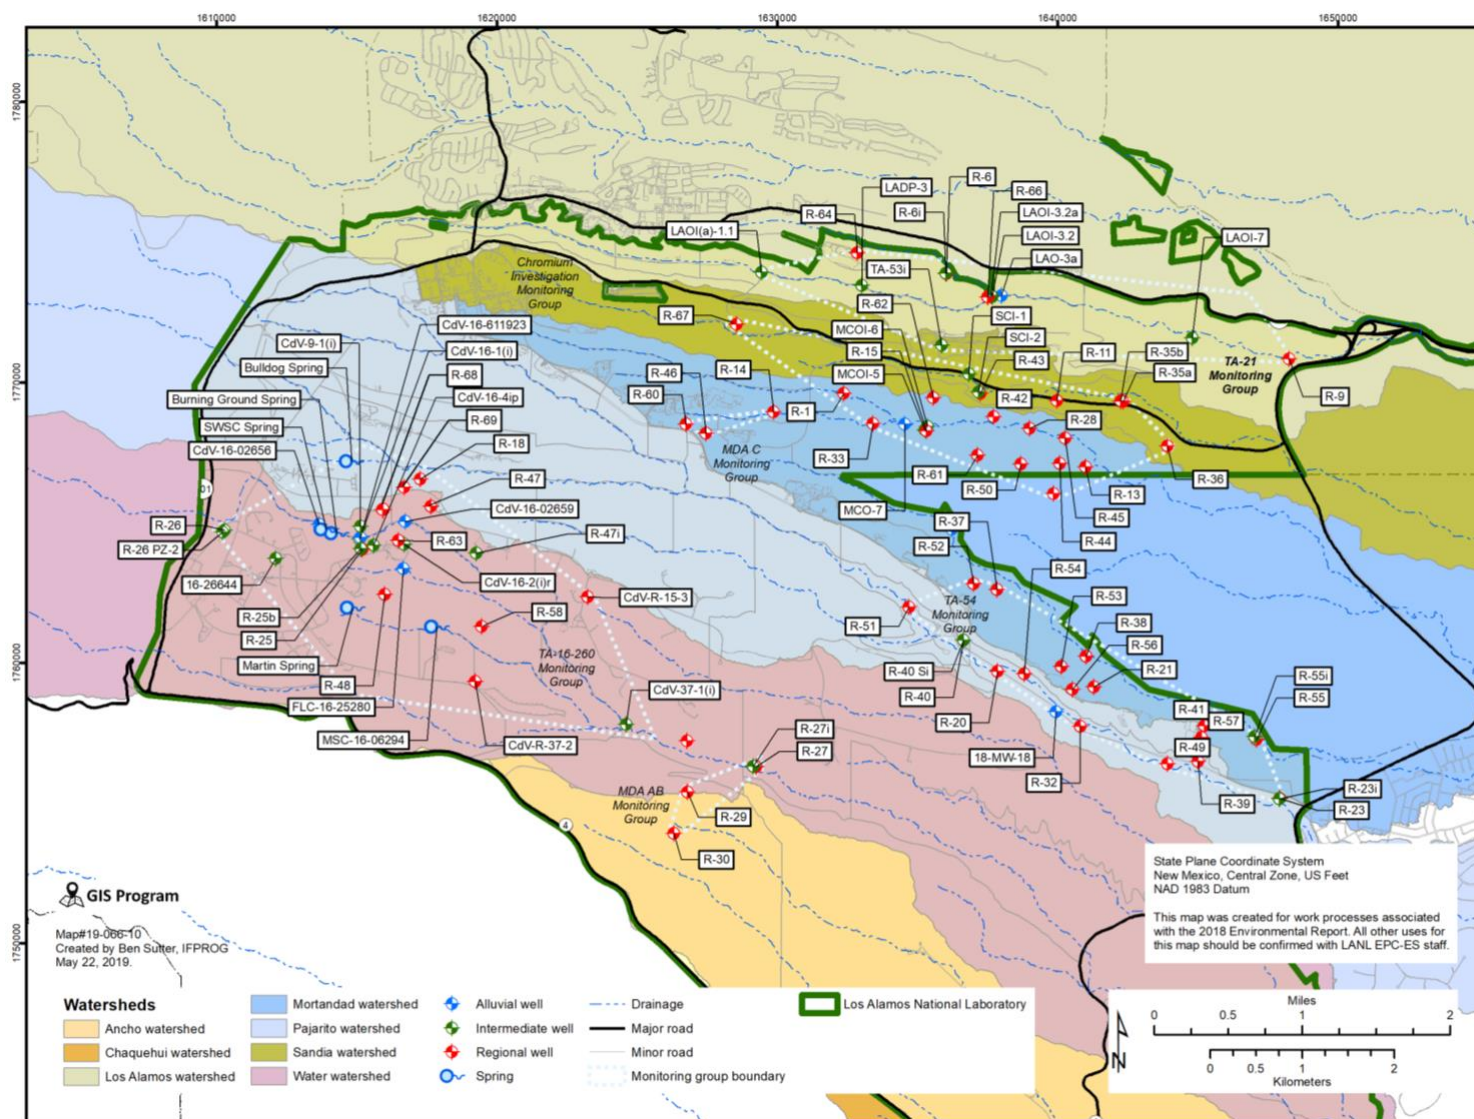 1610000
1620000
1630000
1640000
1650000
1780000
1770000
1760000
1750000
R-6
LADP-3
R-66
R-64
R-6i
LAOI-3.2a
LAOI(a)-1.1
LAOI-3.2
LAOI-7
LAO-3a
TA-53i
Chromium
Investigation
Monitoring
Group
R-62
SCI-1
R-67
MCOI-6
SCI-2
CdV-16-611923
CdV-9-1(i)
CdV-16-1(i)
R-15
R-43
R-11
R-35b
Bulldog Spring
R-68
R-46
R-14
MCOI-5
R-35a
TA-21
Monitoring
Group
Burning Ground Spring
CdV-16-4ip
R-60
R-1
R-42
R-28
R-9
SWSC Spring
R-69
CdV-16-02656
R-18
MDA C
Monitoring
Group
R-33
R-61
R-36
R-47
R-50
R-13
MCO-7
R-45
CdV-16-02659
R-37
R-44
R-26
R-26 PZ-2
R-63
R-47i
R-52
R-54
16-26644
CdV-16-2(i)r
R-53
R-25b
R-58
CdV-R-15-3
R-51
TA-54
Monitoring
Group
R-38
R-25
R-56
Martin Spring
TA-16-260
Monitoring
Group
R-40 Si
R-21
R-48
CdV-37-1(i)
R-40
R-55i
R-55
FLC-16-25280
R-20
R-41
R-57
MSC-16-06294
CdV-R-37-2
R-27i
R-27
18-MW-18
R-49
R-32
R-39
R-23i
R-23
MDA AB
Monitoring
Group
R-29
4
R-30
State Plane Coordinate System
New Mexico, Central Zone, US Feet
NAD 1983 Datum
This map was created for work processes associated
with the 2018 Environmental Report. All other uses for
this map should be confirmed with LANL EPC-ES staff.
GIS Program
Map#19-066-10
Created by Ben Sutter, IFPROG
May 22, 2019.
Watersheds
Ancho watershed
Chaquehui watershed
Los Alamos watershed
Mortandad watershed
Pajarito watershed
Sandia watershed
Water watershed
Alluvial well
Intermediate well
Regional well
Spring
Drainage
Major road
Minor road
Monitoring group boundary
Los Alamos National Laboratory
Miles
0 0.5 1 2
N
0 0.5 1 2
Kilometers